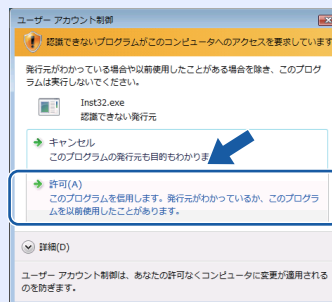 ユーザー アカウント制御
認識できないプログラムがこのコンピュータへのアクセスを要求しています
発行元がわかっている場合や以前使用したことがある場合を除き、このプログ
ラムは実行しないでください。
Inst32.exe
認識できない発行元
キャンセル
このプログラムの発行元も目的もわかりま
許可(A)
このプログラムを信用します。発行元がわかっているか、このプログラ
ムを以前使用したことがあります。
詳細(D)
ユーザー アカウント制御は、あなたの許可なくコンピュータに変更が適用される
のを防ぎます。